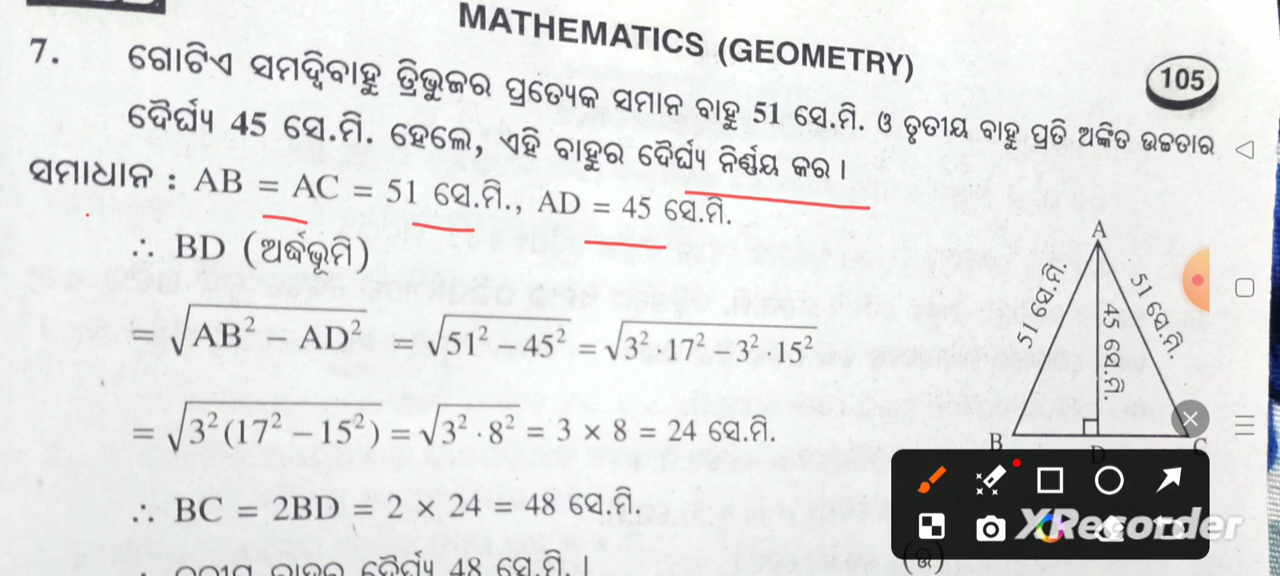 MATHEMATICS (GEOMETRY)
105
7. ଗୋଟିଏ ସମଦ୍ୱିବାହୁ ତ୍ରିଭୁଜର ପ୍ରତ୍ୟେକ ସମାନ ବାହୁ 51 ସେ.ମି. ଓ ତୃତୀୟ ବାହୁ ପ୍ରତି ଅଙ୍କିତ ଉଚ୍ଚତାର
ଦୈର୍ଘ୍ୟ 45 ସେ.ମି. ହେଲେ, ଏହି ବାହୁର ଦୈର୍ଘ୍ୟ ନିର୍ଣ୍ଣୟ କର ।
ସମାଧାନ : AB = AC = 51 ସେ.ମି., AD = 45 ସେ.ମି.
∴ BD (ଅର୍ଦ୍ଧଭୂମି)
= √(AB² − AD²) = √(51² − 45²) = √(3²·17² − 3²·15²)
= √(3²(17² − 15²)) = √(3²·8²) = 3 × 8 = 24 ସେ.ମି.
∴ BC = 2BD = 2 × 24 = 48 ସେ.ମି.
ବାହୁର ଦୈର୍ଘ୍ୟ 48 ସେ.ମି. ।
A
51 ସେ.ମି.
45 ସେ.ମି.
51 ସେ.ମି.
B D C
XRecorder